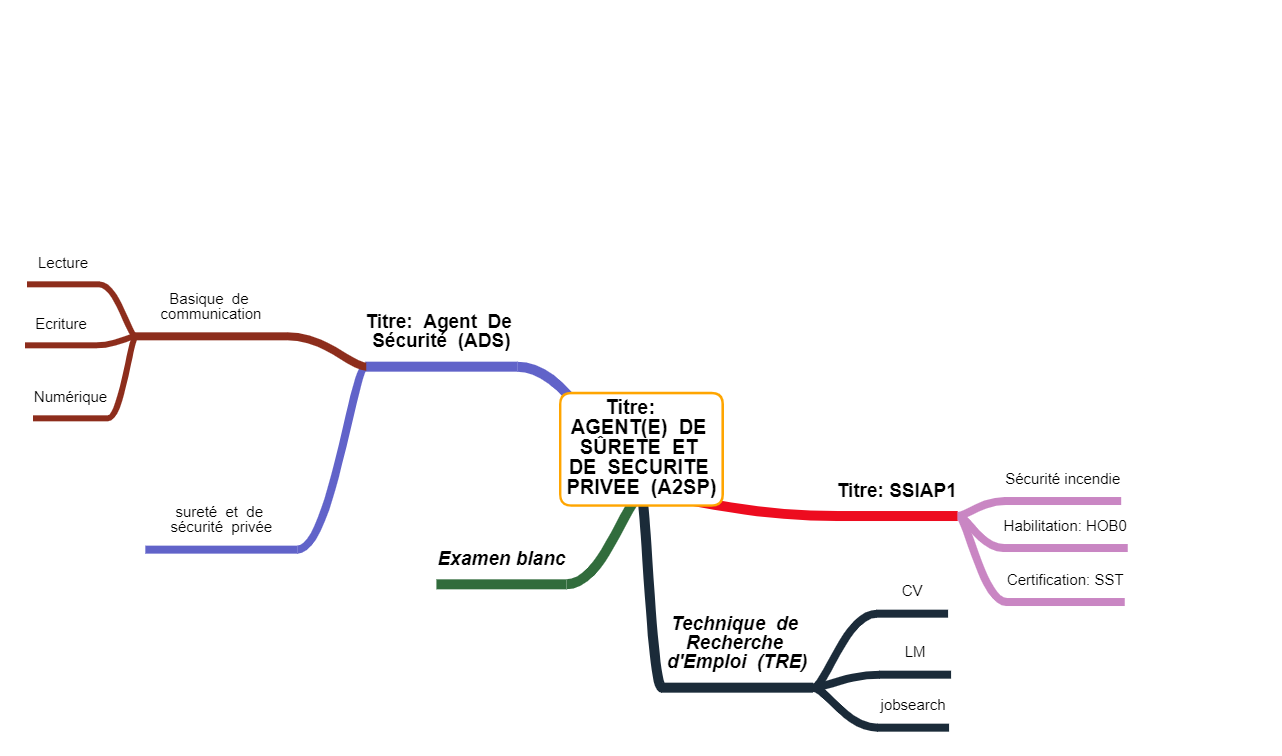 Lecture
Ecriture
Numérique
Basique de
communication
sureté et de
sécurité privée
Titre: Agent De
Sécurité (ADS)
Titre:
AGENT(E) DE
SÛRETE ET
DE SECURITE
PRIVEE (A2SP)
Examen blanc
Titre: SSIAP1
Sécurité incendie
Habilitation: HOB0
Certification: SST
Technique de
Recherche
d'Emploi (TRE)
CV
LM
jobsearch